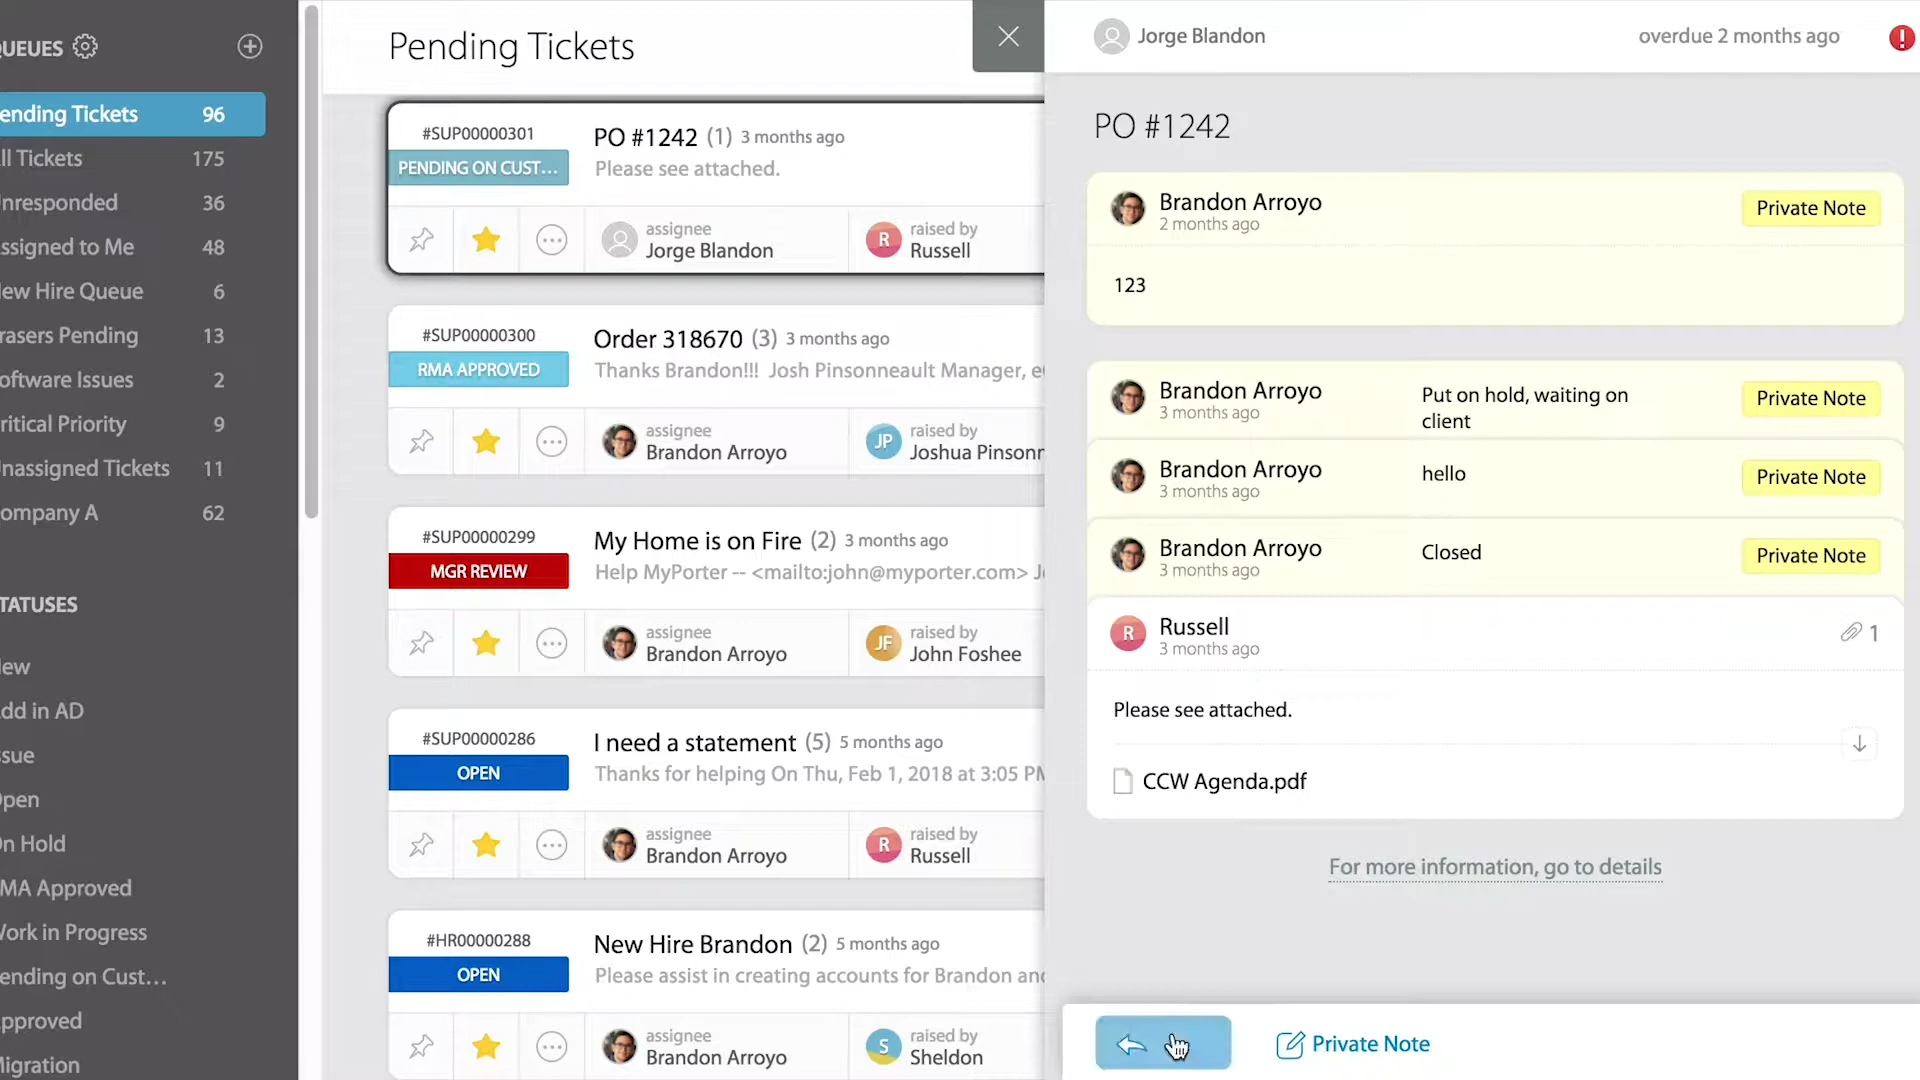 QUEUES
ending Tickets 96
ll Tickets 175
nresponded 36
ssigned to Me 48
ew Hire Queue 6
rasers Pending 13
oftware Issues 2
ritical Priority 9
nassigned Tickets 11
ompany A 62
TATUSES
ew
dd in AD
sue
pen
n Hold
MA Approved
ork in Progress
ending on Cust...
pproved
igration
Pending Tickets
#SUP00000301
PENDING ON CUST...
PO #1242 (1) 3 months ago
Please see attached.
assignee
Jorge Blandon
R
raised by
Russell
#SUP00000300
RMA APPROVED
Order 318670 (3) 3 months ago
Thanks Brandon!!! Josh Pinsonneault Manager, e
assignee
Brandon Arroyo
JP
raised by
Joshua Pinsonn
#SUP00000299
MGR REVIEW
My Home is on Fire (2) 3 months ago
Help MyPorter -- <mailto:john@myporter.com> J
assignee
Brandon Arroyo
JF
raised by
John Foshee
#SUP00000286
OPEN
I need a statement (5) 5 months ago
Thanks for helping On Thu, Feb 1, 2018 at 3:05 PM
assignee
Brandon Arroyo
R
raised by
Russell
#HR00000288
OPEN
New Hire Brandon (2) 5 months ago
Please assist in creating accounts for Brandon and
assignee
Brandon Arroyo
S
raised by
Sheldon
Jorge Blandon
overdue 2 months ago
PO #1242
Brandon Arroyo
2 months ago
Private Note
123
Brandon Arroyo
3 months ago
Put on hold, waiting on
client
Private Note
Brandon Arroyo
3 months ago
hello
Private Note
Brandon Arroyo
3 months ago
Closed
Private Note
R
Russell
3 months ago
1
Please see attached.
CCW Agenda.pdf
For more information, go to details
Private Note